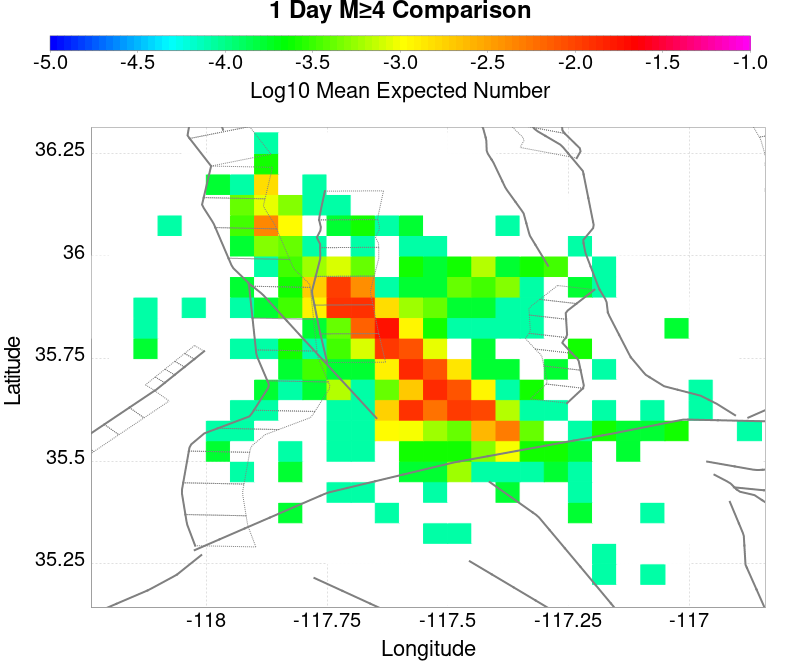 1 Day M≥4 Comparison
-5.0 -4.5 -4.0 -3.5 -3.0 -2.5 -2.0 -1.5 -1.0
Log10 Mean Expected Number
36.25
36
35.75
35.5
35.25
Latitude
-118 -117.75 -117.5 -117.25 -117
Longitude